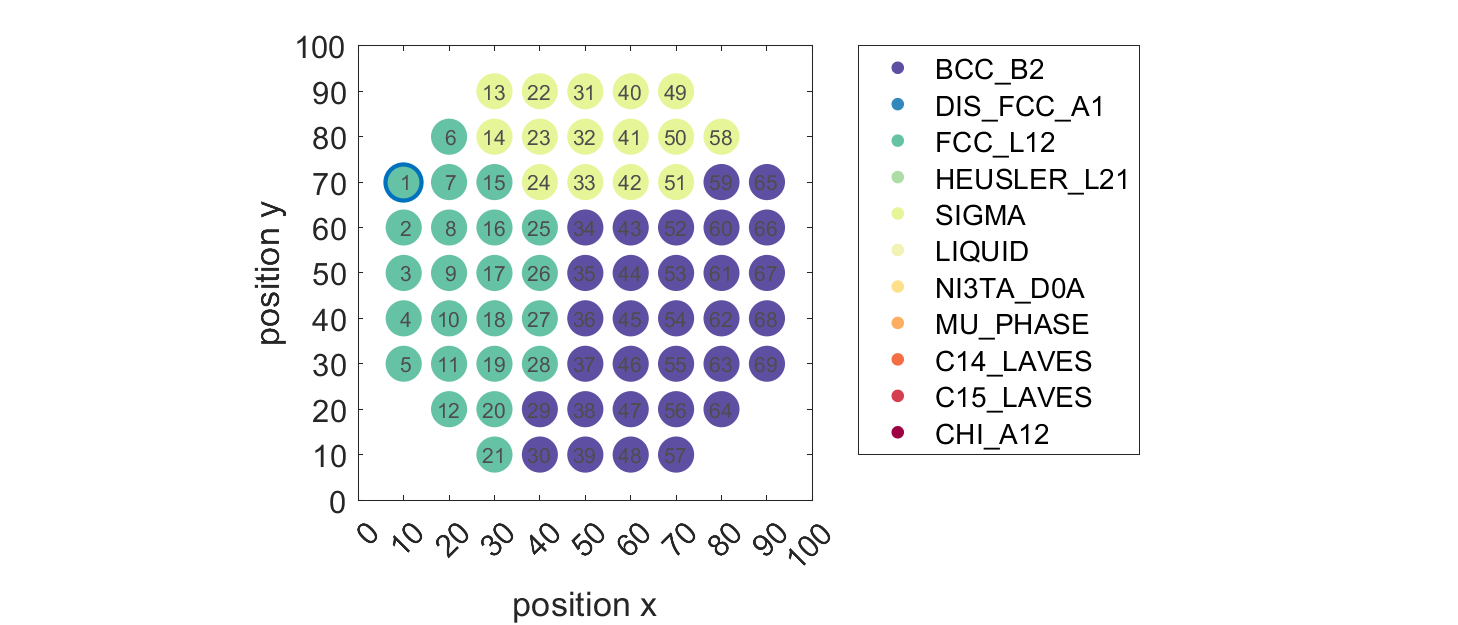 100
90
80
70
60
50
40
30
20
10
0
position y
13 22 31 40 49
6 14 23 32 41 50 58
1 7 15 24 33 42 51 59 65
2 8 16 25 34 43 52 60 66
3 9 17 26 35 44 53 61 67
4 10 18 27 36 45 54 62 68
5 11 19 28 37 46 55 63 69
12 20 29 38 47 56 64
21 30 39 48 57
0 10 20 30 40 50 60 70 80 90 100
position x
BCC_B2
DIS_FCC_A1
FCC_L12
HEUSLER_L21
SIGMA
LIQUID
NI3TA_D0A
MU_PHASE
C14_LAVES
C15_LAVES
CHI_A12